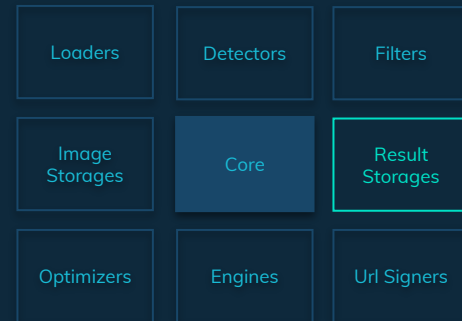 Loaders
Detectors
Filters
Image
Storages
Core
Result
Storages
Optimizers
Engines
Url Signers